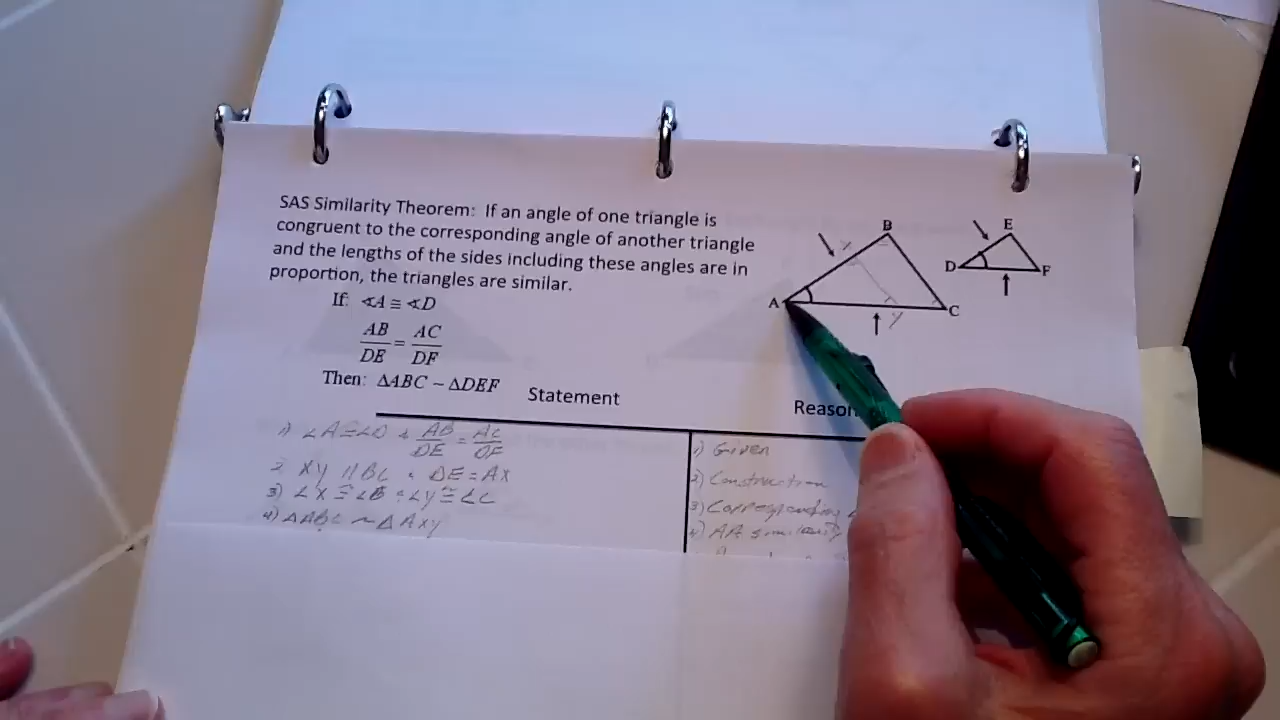 SAS Similarity Theorem: If an angle of one triangle is
congruent to the corresponding angle of another triangle
and the lengths of the sides including these angles are in
proportion, the triangles are similar.
If: ∢A ≅ ∢D
AB/DE = AC/DF
Then: ΔABC ~ ΔDEF
B
A
C
x
y
E
D
F
Statement
Reason
1) ∠A≅∠D & AB/DE = AC/DF
2 XY || BC & DE = AX
3) ∠X ≅ ∠B & ∠Y ≅ ∠C
4) ΔABC ~ ΔAXY
1) Given
2) Construction
3) Corresponding
4) AA similarity